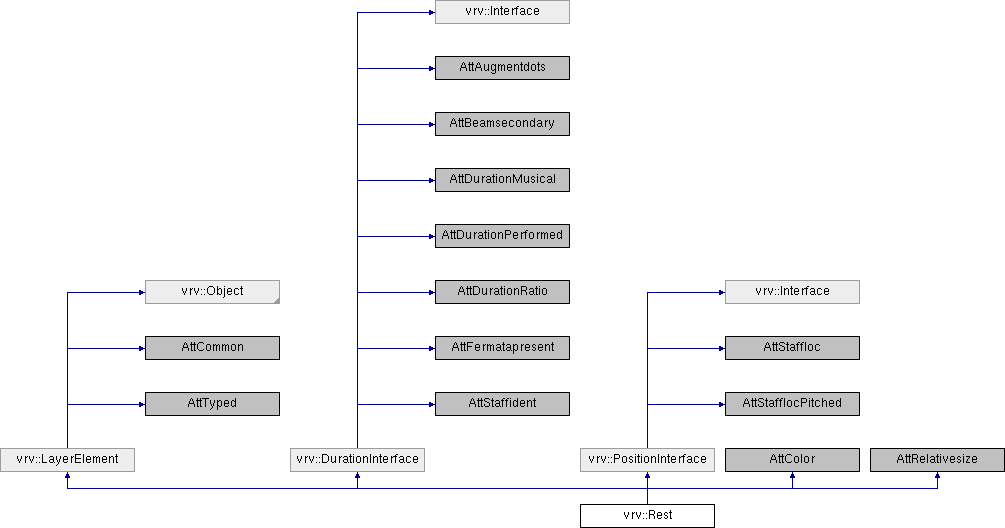 vrv::Interface
AttAugmentdots
AttBeamsecondary
AttDurationMusical
AttDurationPerformed
vrv::Object
AttDurationRatio
vrv::Interface
AttCommon
AttFermatapresent
AttStaffloc
AttTyped
AttStaffident
AttStafflocPitched
vrv::LayerElement
vrv::DurationInterface
vrv::PositionInterface
AttColor
AttRelativesize
vrv::Rest